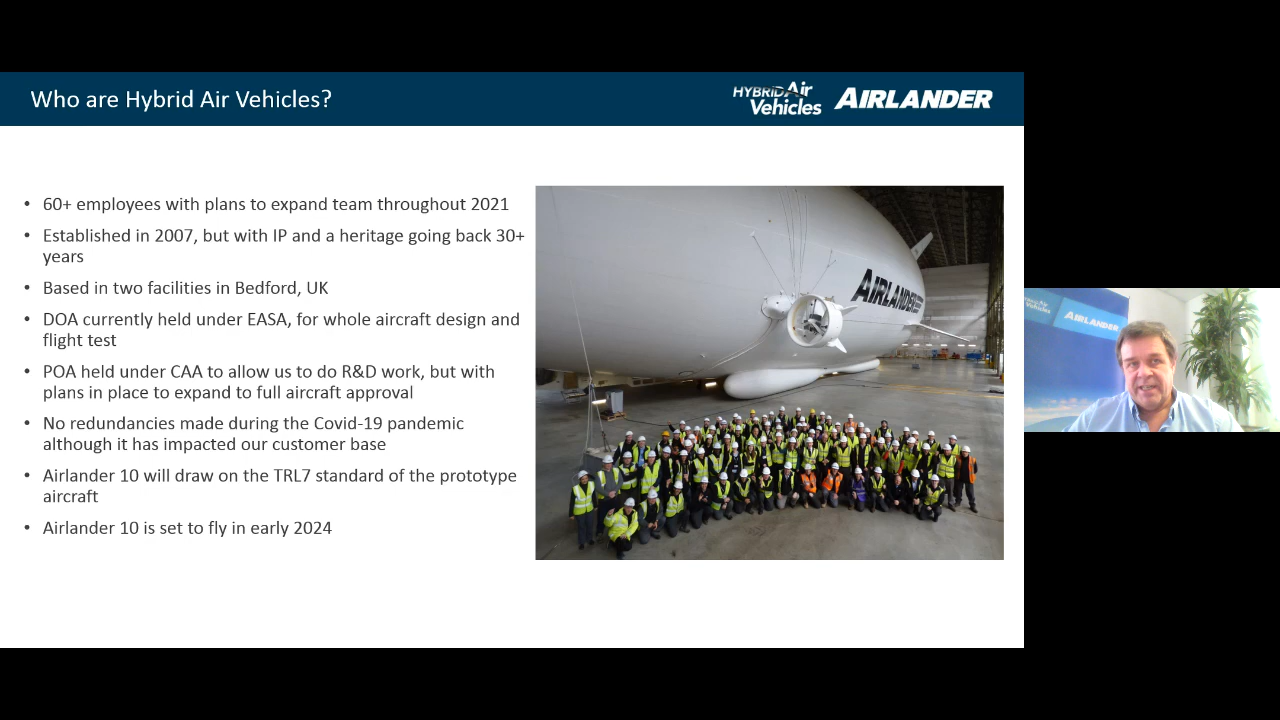 Who are Hybrid Air Vehicles?
HYBRID Air
Vehicles
AIRLANDER
• 60+ employees with plans to expand team throughout 2021
• Established in 2007, but with IP and a heritage going back 30+
years
• Based in two facilities in Bedford, UK
• DOA currently held under EASA, for whole aircraft design and
flight test
• POA held under CAA to allow us to do R&D work, but with
plans in place to expand to full aircraft approval
• No redundancies made during the Covid-19 pandemic
although it has impacted our customer base
• Airlander 10 will draw on the TRL7 standard of the prototype
aircraft
• Airlander 10 is set to fly in early 2024
AIRLANDER
Air
Vehicles
AIRLANDER